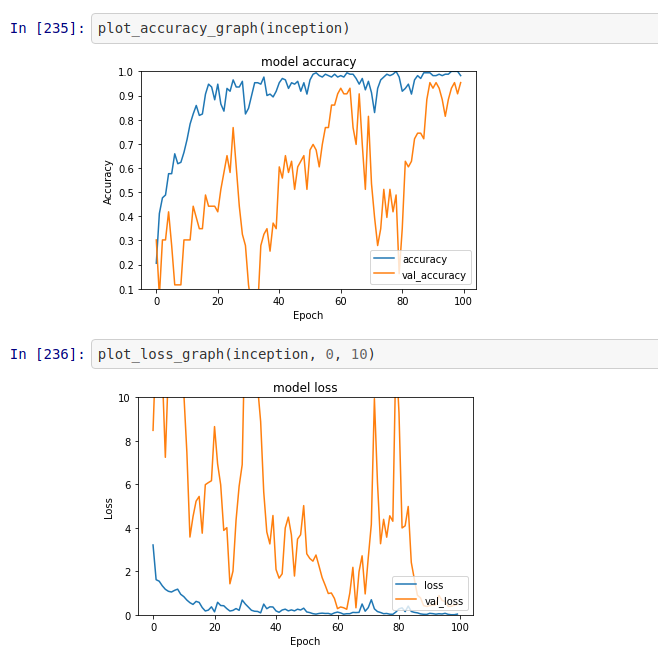 In [235]: plot_accuracy_graph(inception)
model accuracy
1.0
0.9
0.8
0.7
0.6
0.5
0.4
0.3
0.2
0.1
Accuracy
accuracy
val_accuracy
0 20 40 60 80 100
Epoch
In [236]: plot_loss_graph(inception, 0, 10)
model loss
10
8
6
4
2
0
Loss
loss
val_loss
0 20 40 60 80 100
Epoch